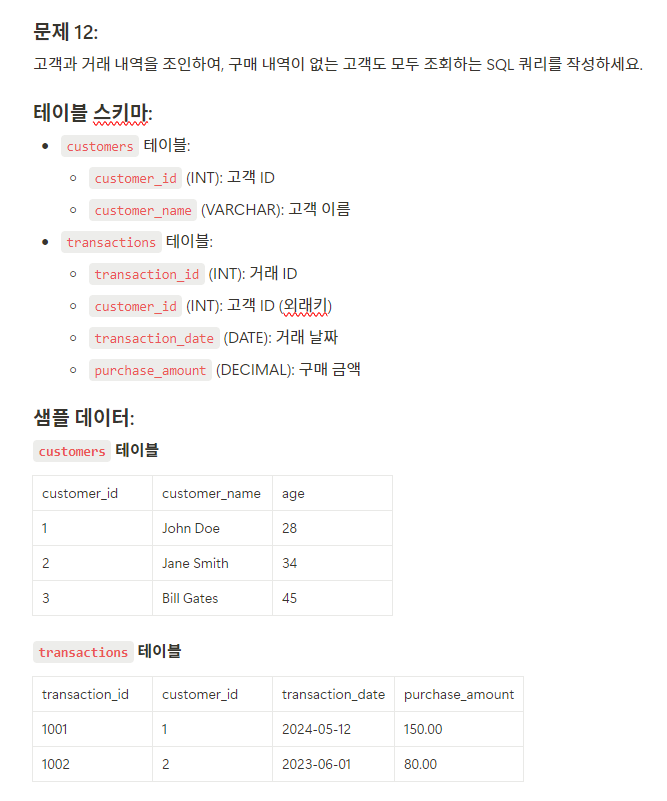 문제 12:
고객과 거래 내역을 조인하여, 구매 내역이 없는 고객도 모두 조회하는 SQL 쿼리를 작성하세요.
테이블 스키마:
customers 테이블:
customer_id (INT): 고객 ID
customer_name (VARCHAR): 고객 이름
transactions 테이블:
transaction_id (INT): 거래 ID
customer_id (INT): 고객 ID (외래키)
transaction_date (DATE): 거래 날짜
purchase_amount (DECIMAL): 구매 금액
샘플 데이터:
customers 테이블
customer_id customer_name age
1 John Doe 28
2 Jane Smith 34
3 Bill Gates 45
transactions 테이블
transaction_id customer_id transaction_date purchase_amount
1001 1 2024-05-12 150.00
1002 2 2023-06-01 80.00